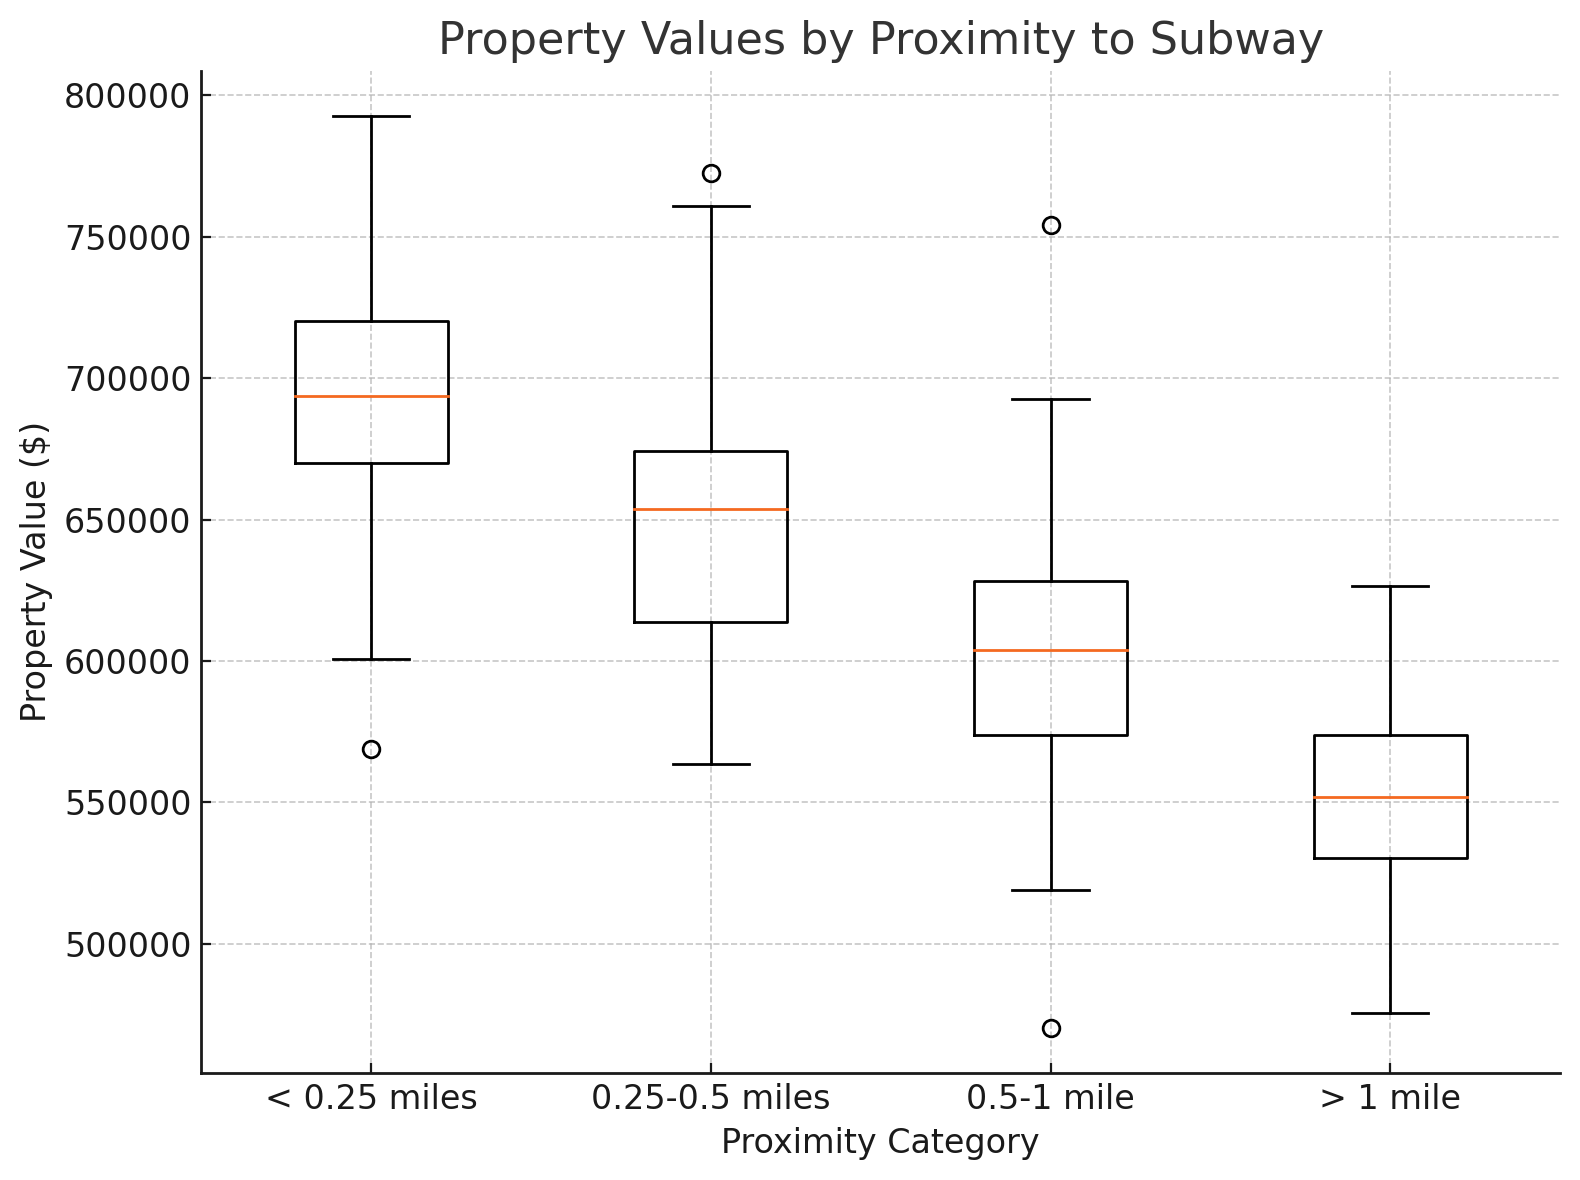 Property Values by Proximity to Subway
Property Value ($)
800000
750000
700000
650000
600000
550000
500000
< 0.25 miles
0.25-0.5 miles
0.5-1 mile
> 1 mile
Proximity Category